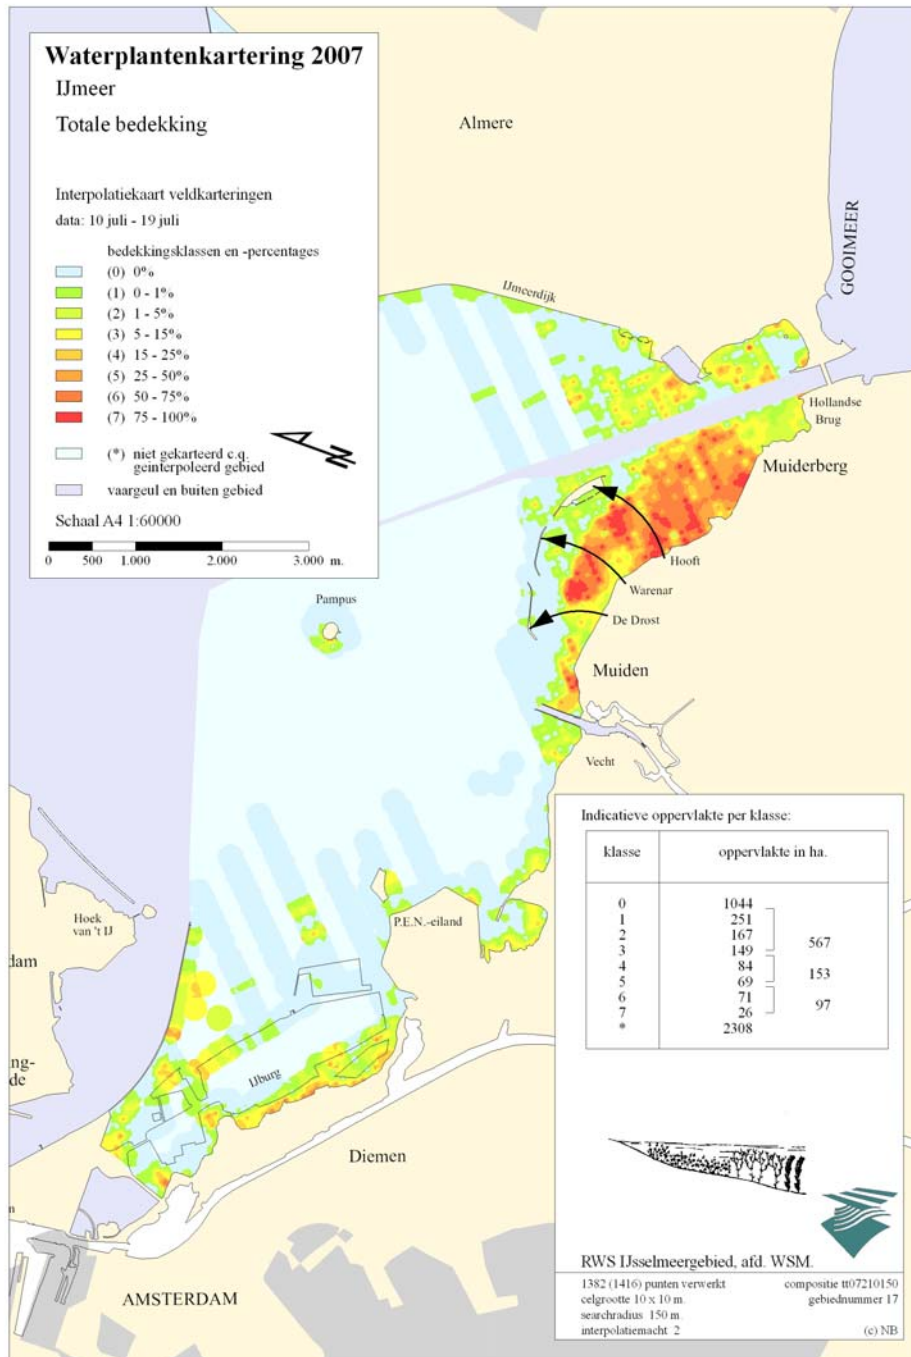 Waterplantenkartering 2007
IJmeer
Totale bedekking
Interpolatiekaart veldkarteringen
data: 10 juli - 19 juli
bedekkingsklassen en -percentages
(0) 0%
(1) 0 - 1%
(2) 1 - 5%
(3) 5 - 15%
(4) 15 - 25%
(5) 25 - 50%
(6) 50 - 75%
(7) 75 - 100%
(*) niet gekarteerd c.q.
geinterpoleerd gebied
vaargeul en buiten gebied
N
Schaal A4 1:60000
0 500 1.000 2.000 3.000 m.
Almere
GOOIMEER
IJmeerdijk
Hollandse
Brug
Muiderberg
Hooft
Warenar
De Drost
Pampus
Muiden
Vecht
Hoek
van 't IJ
P.E.N.-eiland
dam
ng-
de
IJburg
Diemen
n
AMSTERDAM
Indicatieve oppervlakte per klasse:
klasse oppervlakte in ha.
0 1044
1 251
2 167 567
3 149
4 84 153
5 69
6 71 97
7 26
* 2308
RWS IJsselmeergebied, afd. WSM.
1382 (1416) punten verwerkt compositie tt07210150
celgrootte 10 x 10 m. gebiednummer 17
searchradius 150 m.
interpolatiemacht 2 (c) NB